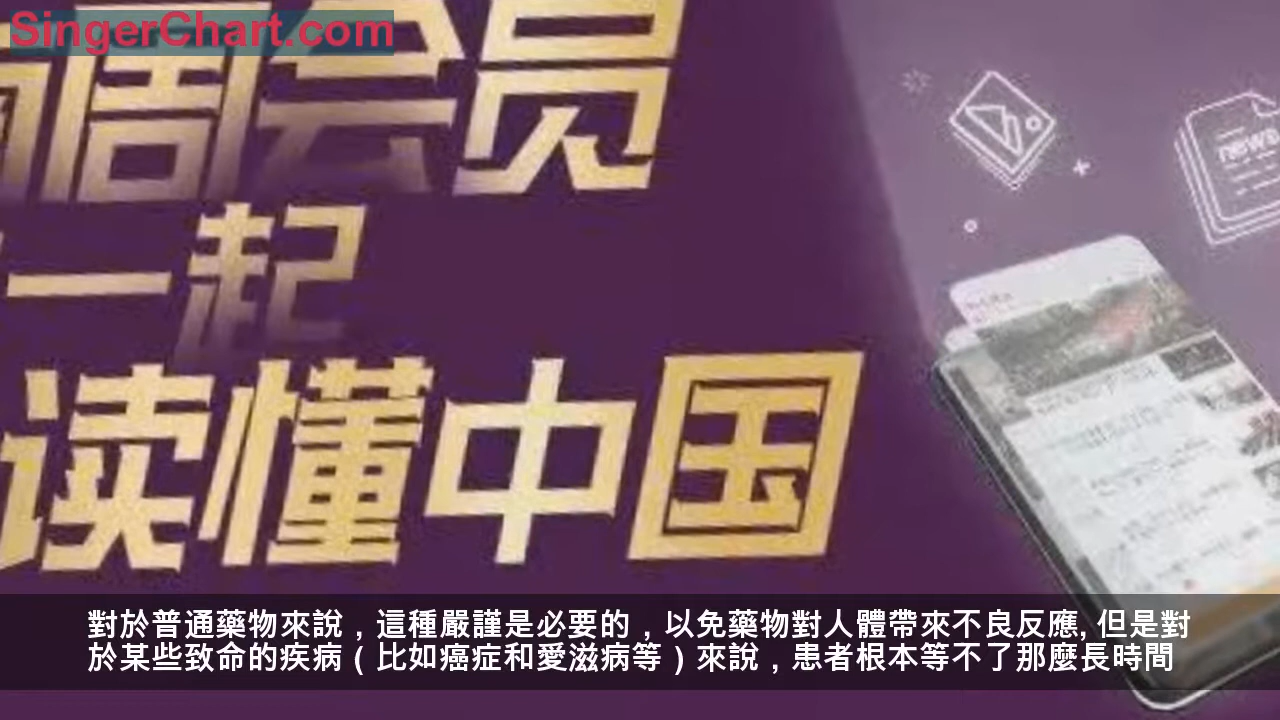 SingerChart.com
周会员
一起
读懂中国
news
對於普通藥物來說，這種嚴謹是必要的，以免藥物對人體帶來不良反應, 但是對
於某些致命的疾病（比如癌症和愛滋病等）來說，患者根本等不了那麼長時間